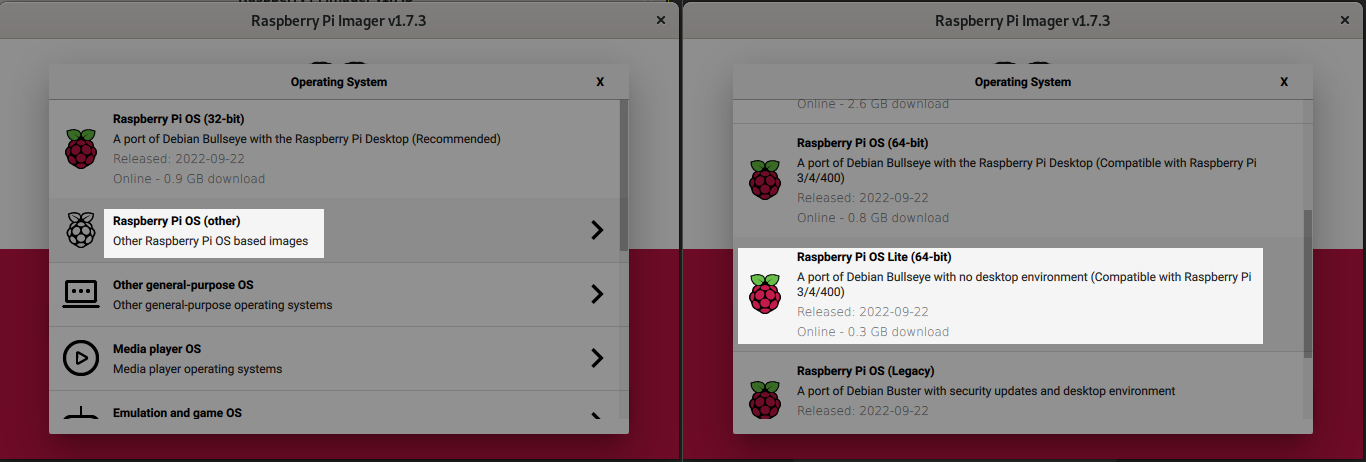 Raspberry Pi Imager v1.7.3
Operating System
X
Raspberry Pi OS (32-bit)
A port of Debian Bullseye with the Raspberry Pi Desktop (Recommended)
Released: 2022-09-22
Online - 0.9 GB download
Raspberry Pi OS (other)
Other Raspberry Pi OS based images
Other general-purpose OS
Other general-purpose operating systems
Media player OS
Media player operating systems
Emulation and game OS
Raspberry Pi Imager v1.7.3
Operating System
X
Online - 2.6 GB download
Raspberry Pi OS (64-bit)
A port of Debian Bullseye with the Raspberry Pi Desktop (Compatible with Raspberry Pi
3/4/400)
Released: 2022-09-22
Online - 0.8 GB download
Raspberry Pi OS Lite (64-bit)
A port of Debian Bullseye with no desktop environment (Compatible with Raspberry Pi
3/4/400)
Released: 2022-09-22
Online - 0.3 GB download
Raspberry Pi OS (Legacy)
A port of Debian Buster with security updates and desktop environment
Released: 2022-09-22